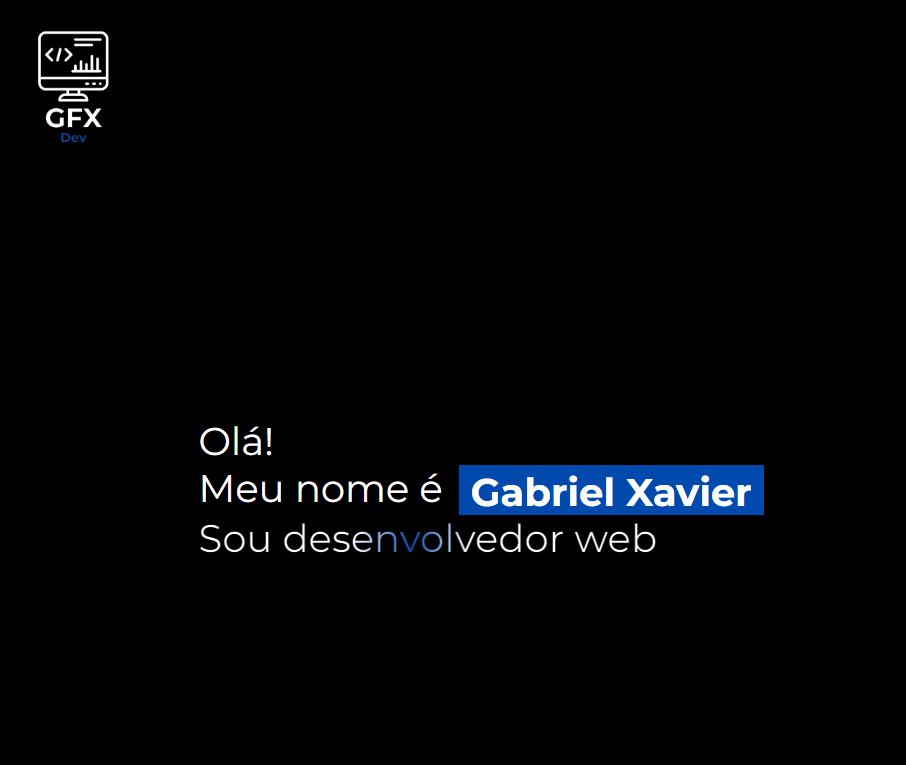 </>
GFX
Dev
Olá!
Meu nome é Gabriel Xavier
Sou desenvolvedor web